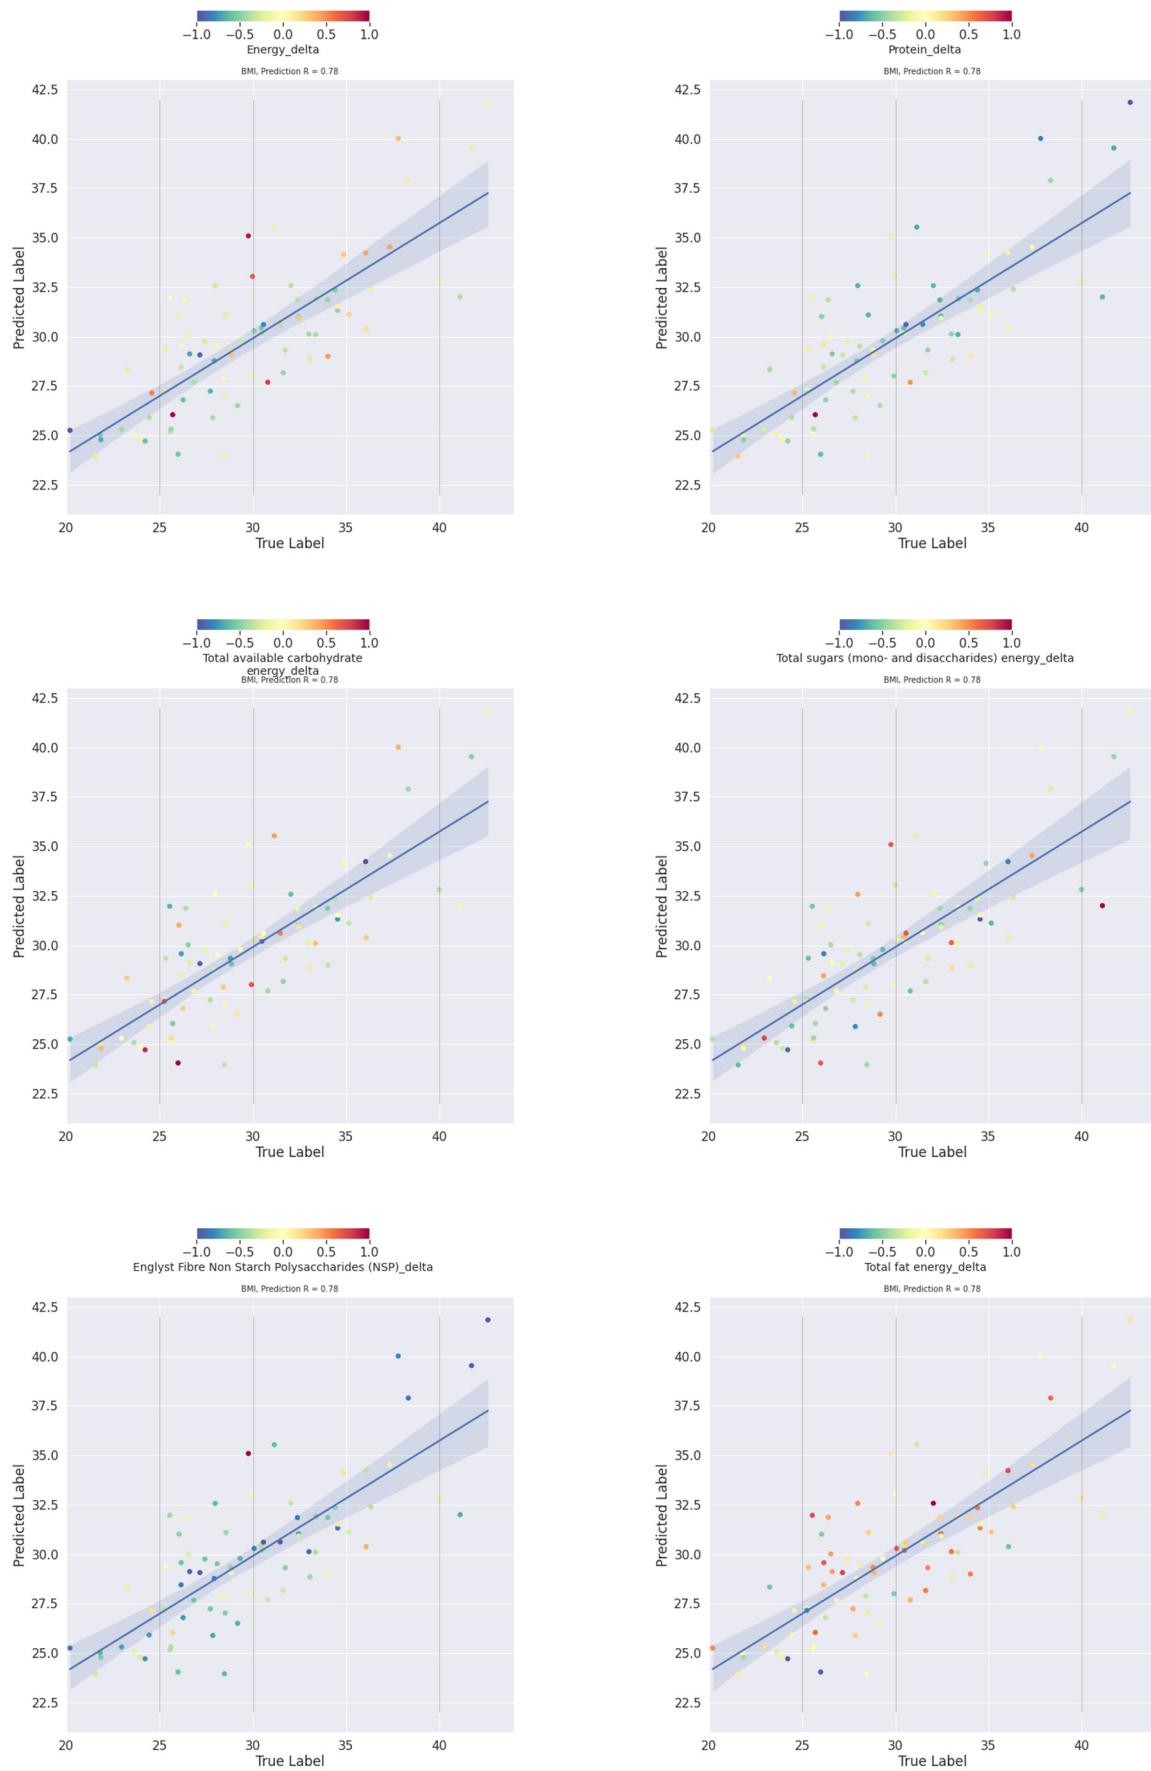 −1.0 −0.5 0.0 0.5 1.0
Energy_delta
BMI, Prediction R = 0.78
42.5
40.0
37.5
35.0
32.5
30.0
27.5
25.0
22.5
Predicted Label
20 25 30 35 40
True Label
−1.0 −0.5 0.0 0.5 1.0
Protein_delta
BMI, Prediction R = 0.78
42.5
40.0
37.5
35.0
32.5
30.0
27.5
25.0
22.5
Predicted Label
20 25 30 35 40
True Label
−1.0 −0.5 0.0 0.5 1.0
Total available carbohydrate
energy_delta
BMI, Prediction R = 0.78
42.5
40.0
37.5
35.0
32.5
30.0
27.5
25.0
22.5
Predicted Label
20 25 30 35 40
True Label
−1.0 −0.5 0.0 0.5 1.0
Total sugars (mono- and disaccharides) energy_delta
BMI, Prediction R = 0.78
42.5
40.0
37.5
35.0
32.5
30.0
27.5
25.0
22.5
Predicted Label
20 25 30 35 40
True Label
−1.0 −0.5 0.0 0.5 1.0
Englyst Fibre Non Starch Polysaccharides (NSP)_delta
BMI, Prediction R = 0.78
42.5
40.0
37.5
35.0
32.5
30.0
27.5
25.0
22.5
Predicted Label
20 25 30 35 40
True Label
−1.0 −0.5 0.0 0.5 1.0
Total fat energy_delta
BMI, Prediction R = 0.78
42.5
40.0
37.5
35.0
32.5
30.0
27.5
25.0
22.5
Predicted Label
20 25 30 35 40
True Label